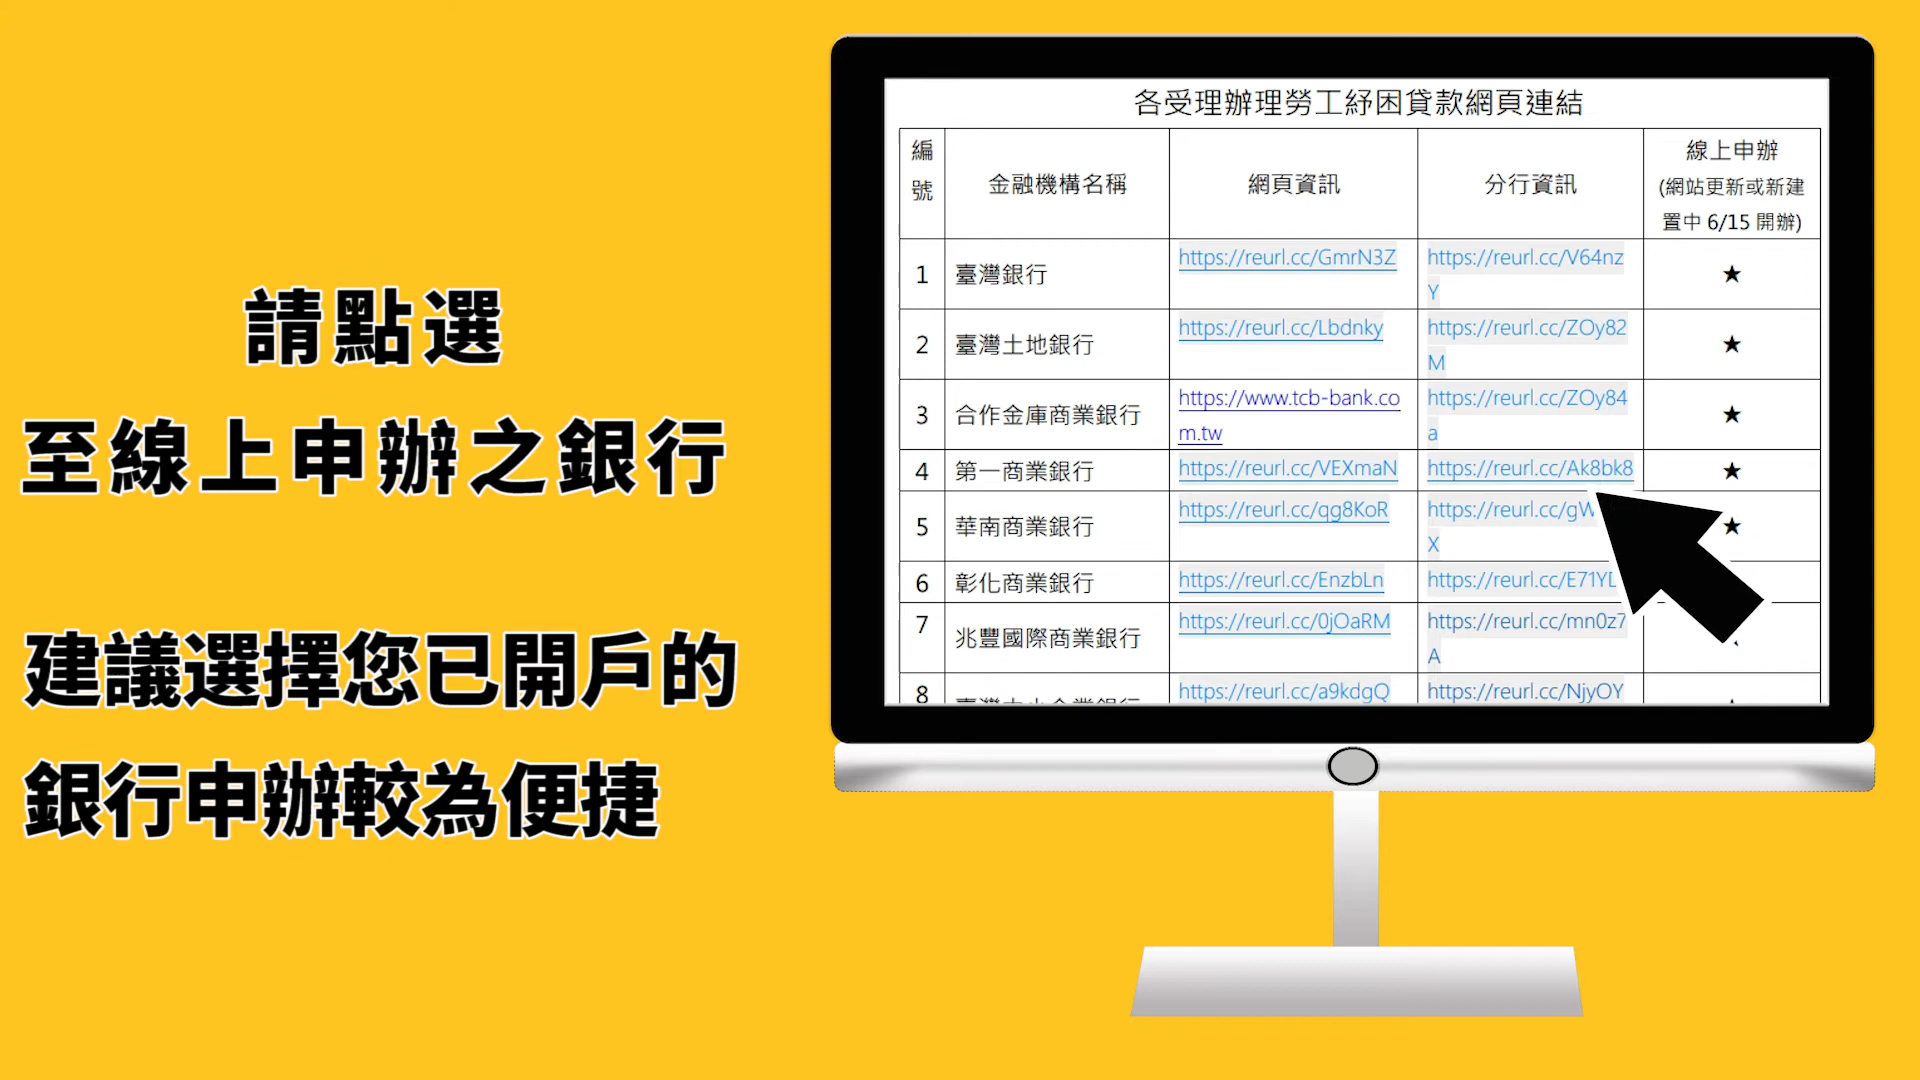 請點選
至線上申辦之銀行
建議選擇您已開戶的
銀行申辦較為便捷
各受理辦理勞工紓困貸款網頁連結
編號 金融機構名稱 網頁資訊 分行資訊 線上申辦(網站更新或新建置中 6/15 開辦)
1 臺灣銀行 https://reurl.cc/GmrN3Z https://reurl.cc/V64nzY ★
2 臺灣土地銀行 https://reurl.cc/Lbdnky https://reurl.cc/ZOy82M ★
3 合作金庫商業銀行 https://www.tcb-bank.com.tw https://reurl.cc/ZOy84a ★
4 第一商業銀行 https://reurl.cc/VEXmaN https://reurl.cc/Ak8bk8 ★
5 華南商業銀行 https://reurl.cc/qg8KoR ★
6 彰化商業銀行 https://reurl.cc/EnzbLn
7 兆豐國際商業銀行 https://reurl.cc/0jOaRM https://reurl.cc/mn0z7A
8 https://reurl.cc/a9kdgQ https://reurl.cc/NjyOY